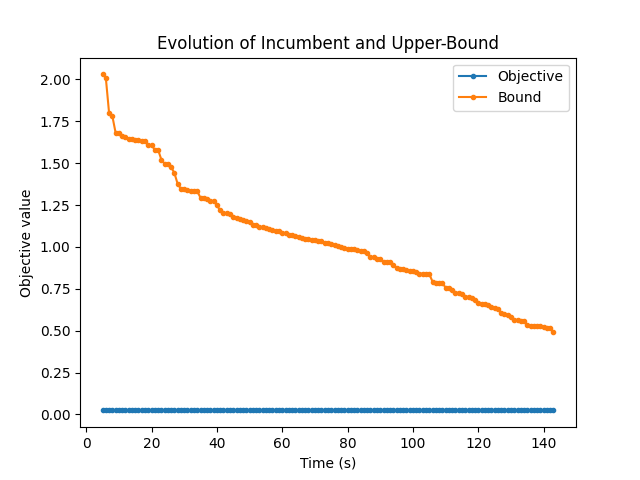 Evolution of Incumbent and Upper-Bound
Objective
Bound
2.00
1.75
1.50
1.25
1.00
0.75
0.50
0.25
0.00
Objective value
0 20 40 60 80 100 120 140
Time (s)